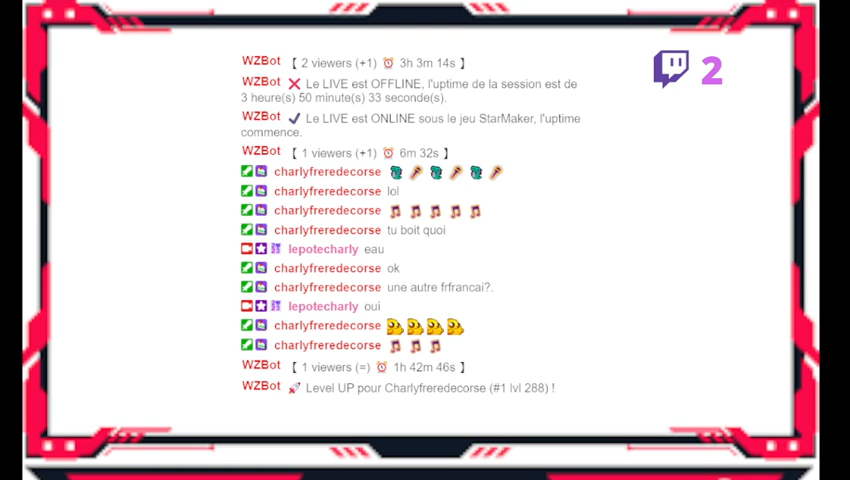 WZBot 【 2 viewers (+1) ⏰ 3h 3m 14s 】
WZBot ❌ Le LIVE est OFFLINE, l'uptime de la session est de
3 heure(s) 50 minute(s) 33 seconde(s).
WZBot ✔ Le LIVE est ONLINE sous le jeu StarMaker, l'uptime
commence.
WZBot 【 1 viewers (+1) ⏰ 6m 32s 】
charlyfreredecorse
charlyfreredecorse lol
charlyfreredecorse
charlyfreredecorse tu boit quoi
lepotecharly eau
charlyfreredecorse ok
charlyfreredecorse une autre frfrancai?.
lepotecharly oui
charlyfreredecorse
charlyfreredecorse
WZBot 【 1 viewers (=) ⏰ 1h 42m 46s 】
WZBot 🚀 Level UP pour Charlyfreredecorse (#1 lvl 288) !
2